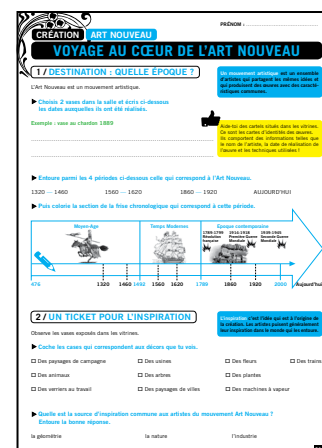 PRÉNOM :
CRÉATION ART NOUVEAU
VOYAGE AU CŒUR DE L'ART NOUVEAU
1 / DESTINATION : QUELLE ÉPOQUE ?
Un mouvement artistique est un ensemble
d'artistes qui partagent les mêmes idées et
qui produisent des œuvres avec des caracté-
ristiques communes.
L'Art Nouveau est un mouvement artistique.
Choisis 2 vases dans la salle et écris ci-dessous
les dates auxquelles ils ont été réalisés.
Exemple : vase au chardon 1889
Aide-toi des cartels situés dans les vitrines.
Ce sont les cartes d'identités des œuvres,
ils comportent des informations telles que
le nom de l'artiste, la date de réalisation de
l'œuvre et les techniques utilisées !
Entoure parmi les 4 périodes ci-dessous celle qui correspond à l'Art Nouveau.
1320 — 1460 1560 — 1620 1860 — 1920 AUJOURD'HUI
Puis colorie la section de la frise chronologique qui correspond à cette période.
Moyen-Age Temps Modernes Epoque contemporaine
1789-1799 1914-1918 1939-1945
Révolution Première Guerre Seconde Guerre
française Mondiale Mondiale
476 1320 1460 1492 1560 1620 1789 1860 1920 2000 Aujourd'hui
2 / UN TICKET POUR L'INSPIRATION
L'inspiration c'est l'idée qui est à l'origine de
la création. Les artistes puisent généralement
leur inspiration dans le monde qui les entoure.
Observe les vases exposés dans les vitrines.
Coche les cases qui correspondent aux décors que tu vois.
Des paysages de campagne Des usines Des fleurs Des trains
Des animaux Des arbres Des plantes
Des verriers au travail Des paysages de villes Des machines à vapeur
Quelle est la source d'inspiration commune aux artistes du mouvement Art Nouveau ?
Entoure la bonne réponse.
la géométrie la nature l'industrie